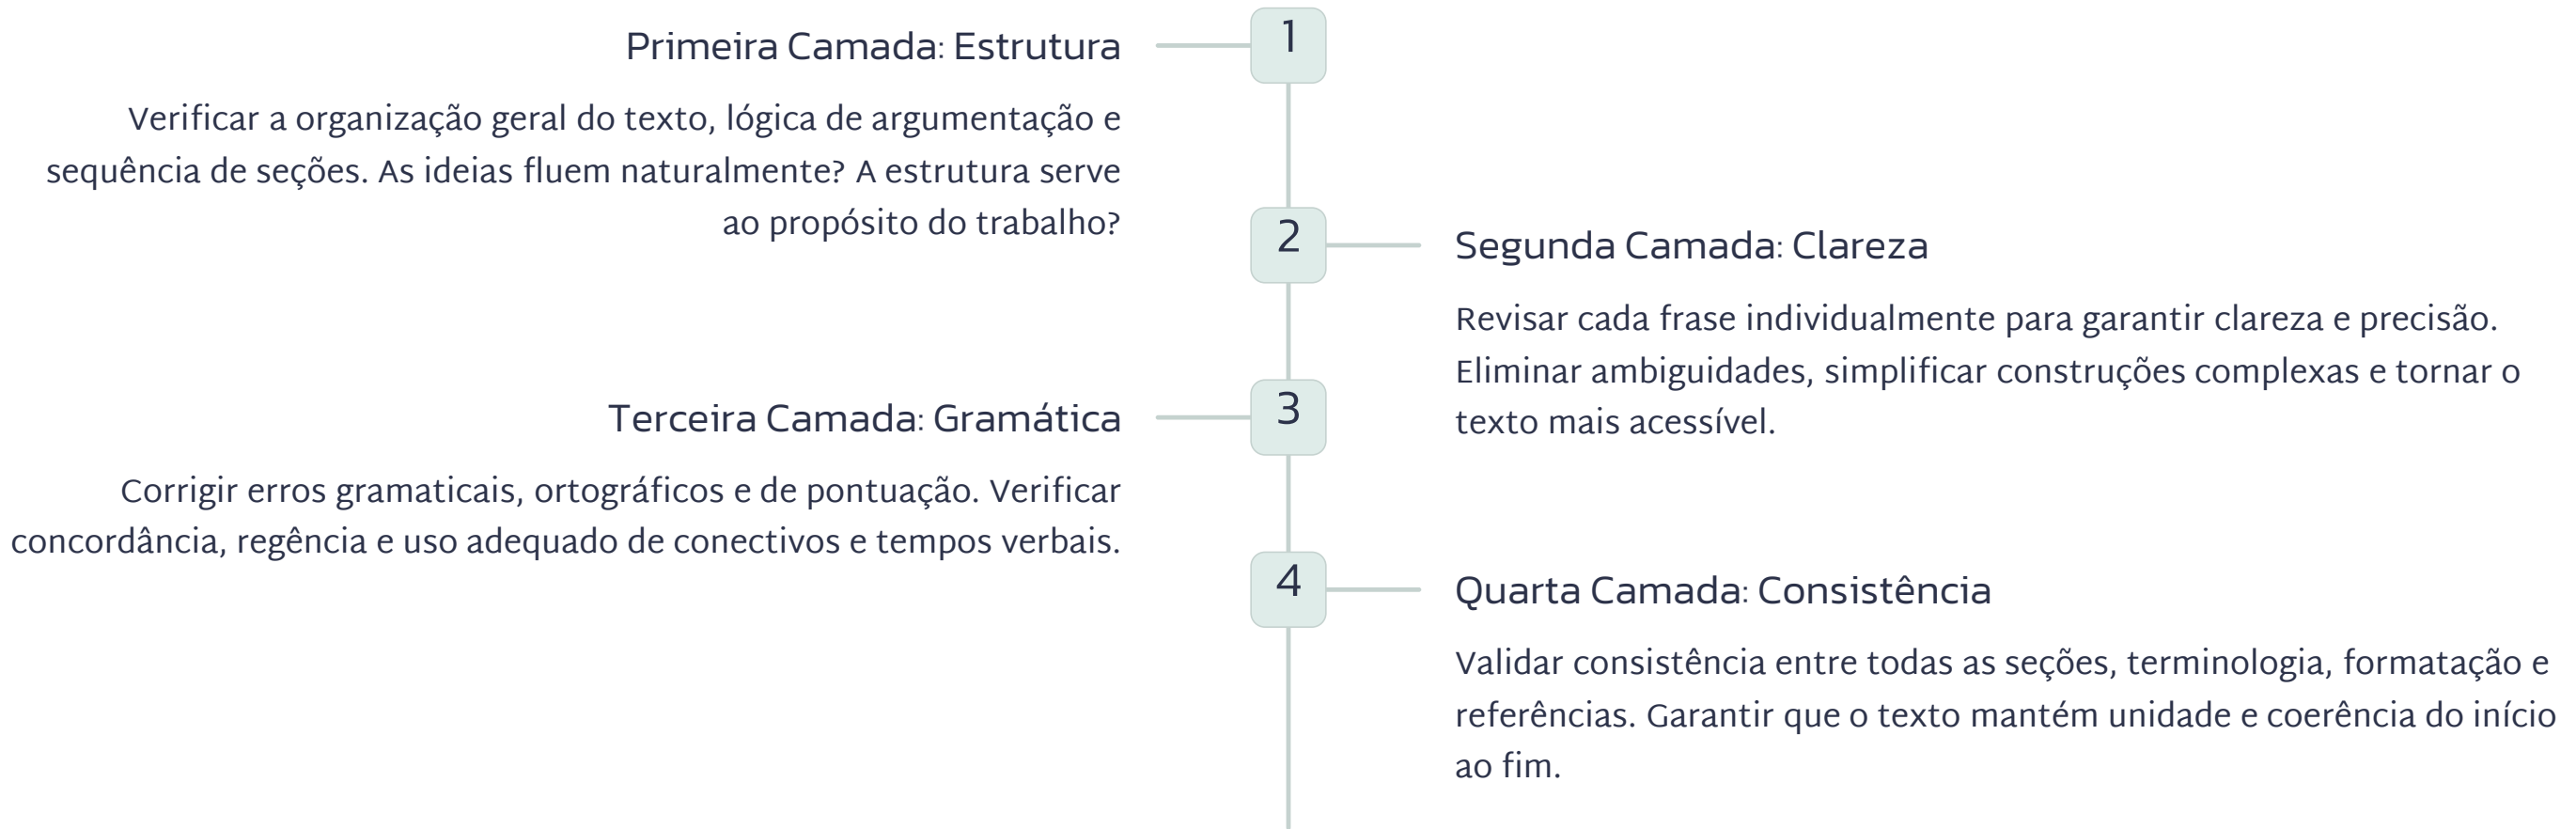 1
Primeira Camada: Estrutura
Verificar a organização geral do texto, lógica de argumentação e
sequência de seções. As ideias fluem naturalmente? A estrutura serve
ao propósito do trabalho?
2
Segunda Camada: Clareza
Revisar cada frase individualmente para garantir clareza e precisão.
Eliminar ambiguidades, simplificar construções complexas e tornar o
texto mais acessível.
3
Terceira Camada: Gramática
Corrigir erros gramaticais, ortográficos e de pontuação. Verificar
concordância, regência e uso adequado de conectivos e tempos verbais.
4
Quarta Camada: Consistência
Validar consistência entre todas as seções, terminologia, formatação e
referências. Garantir que o texto mantém unidade e coerência do início
ao fim.